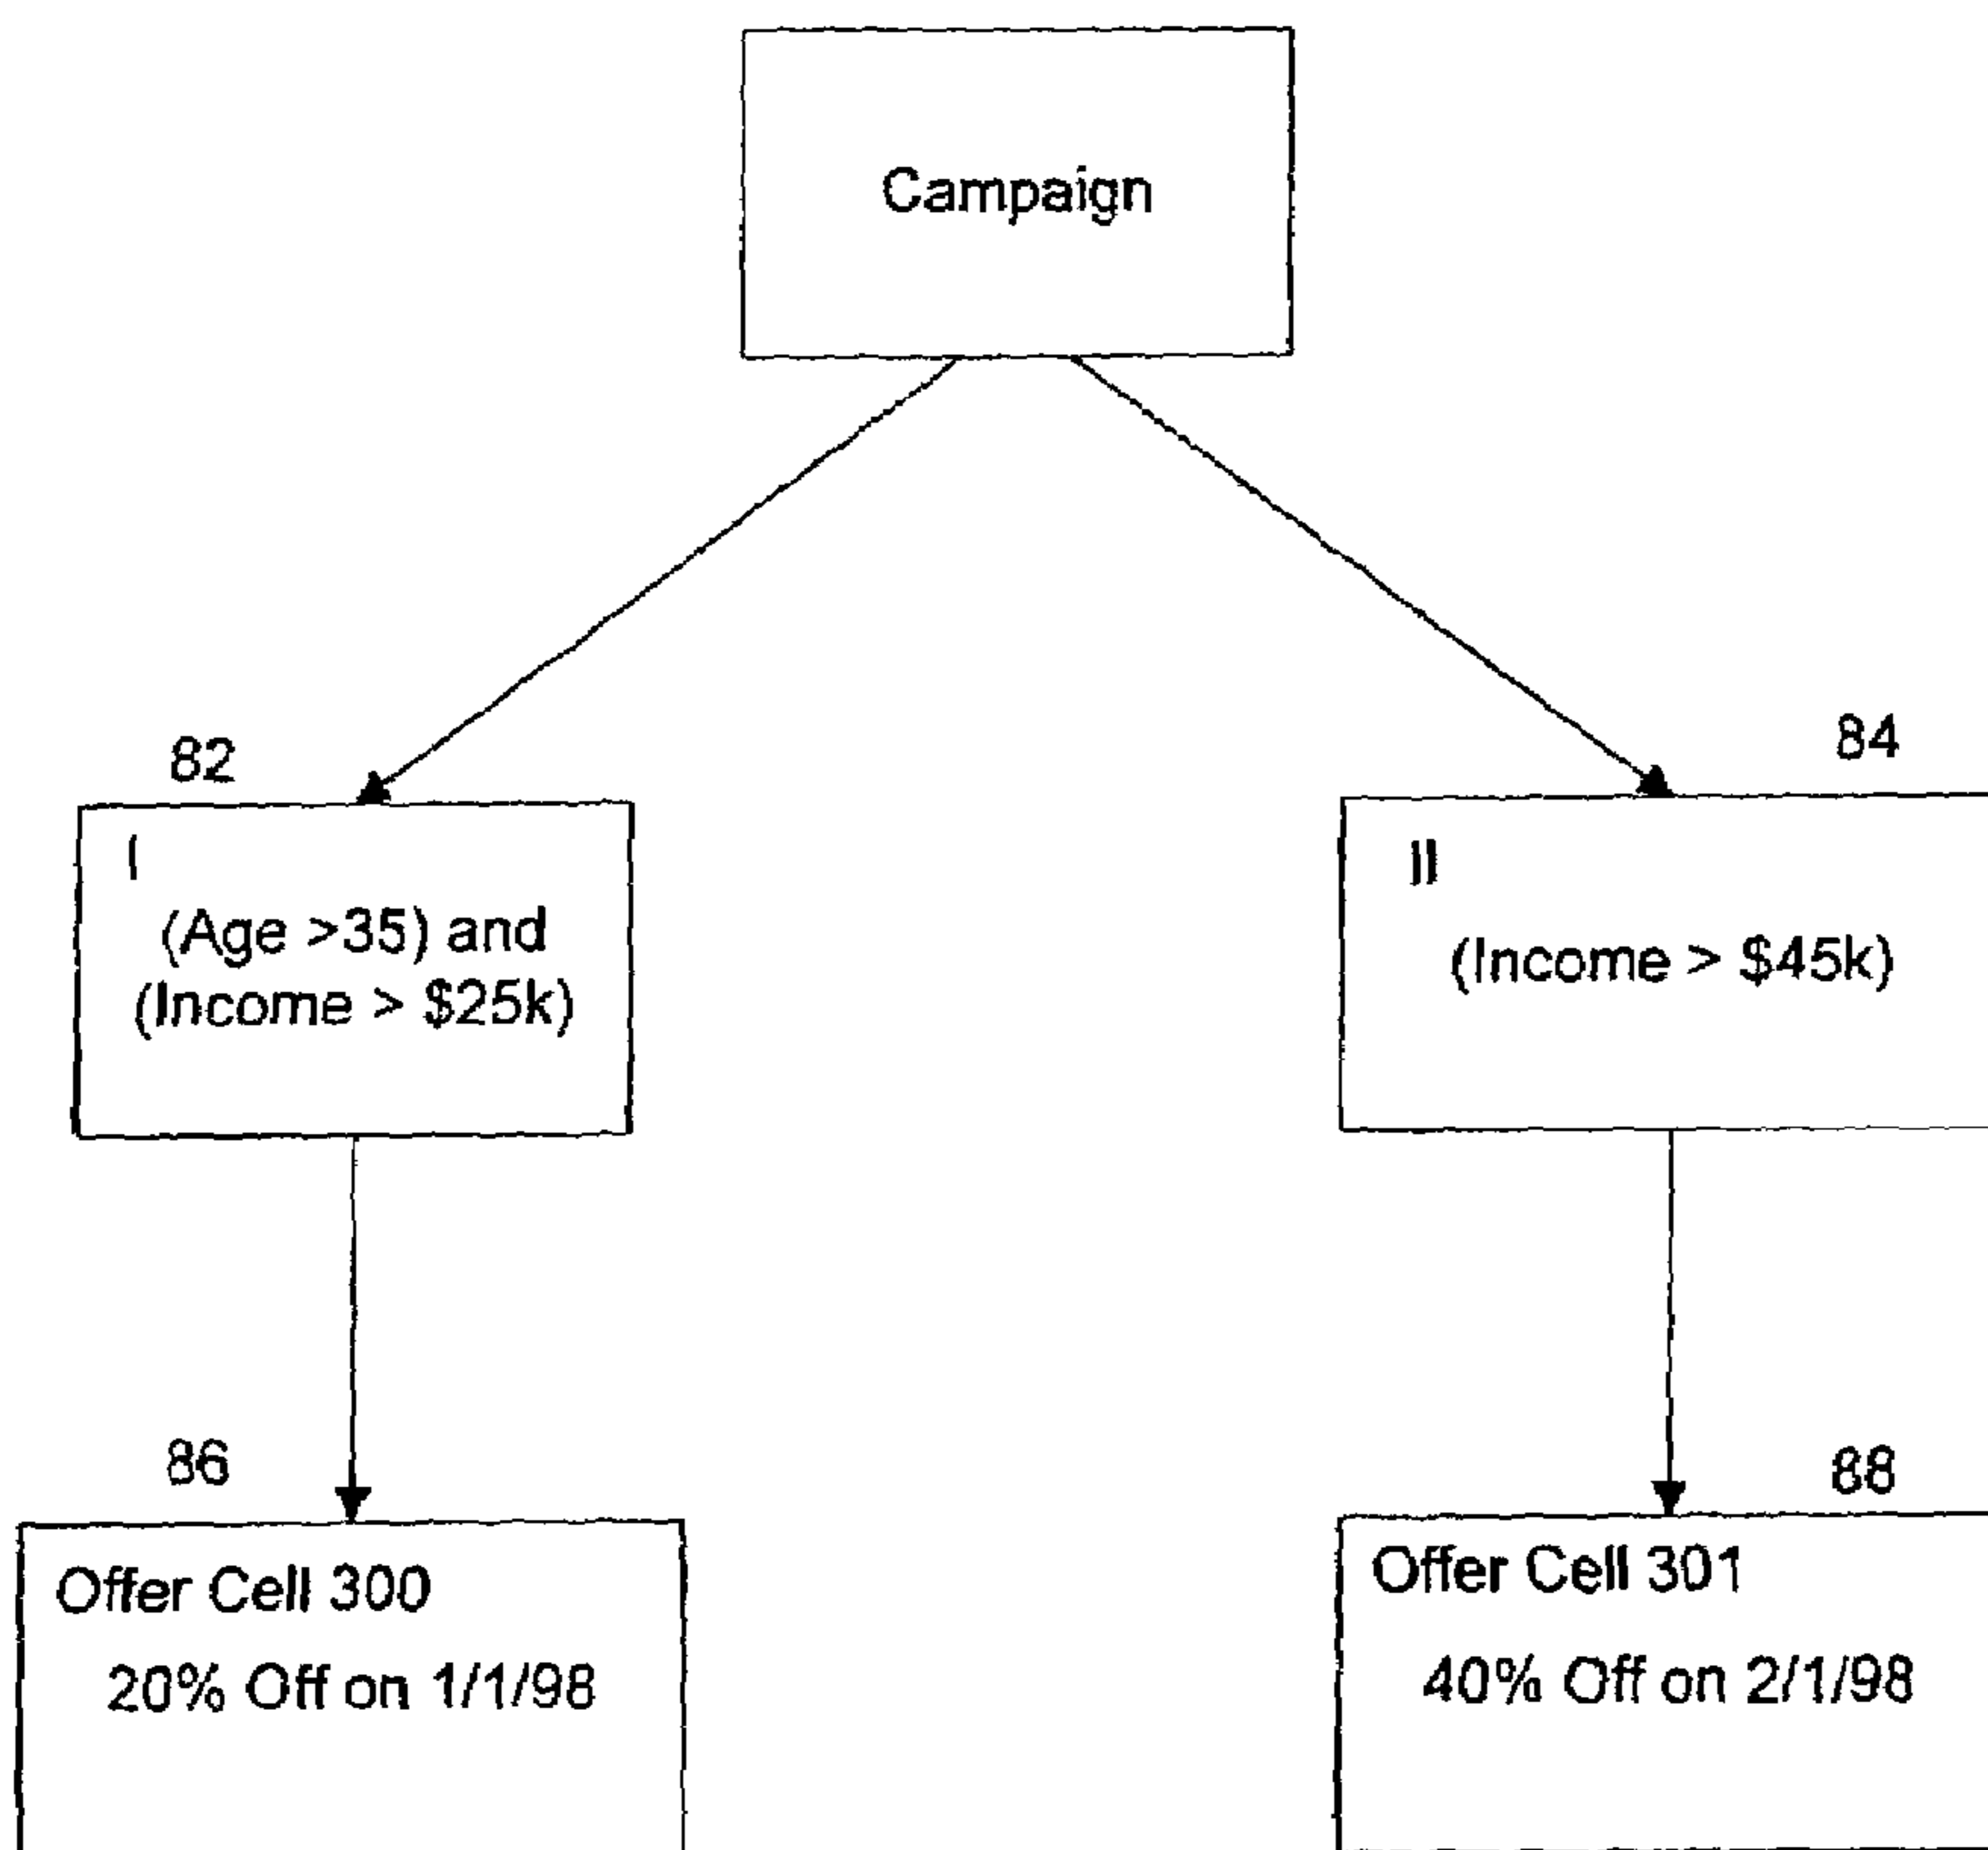 Campaign
82
84
I
(Age >35) and
(Income > $25k)
II
(Income > $45k)
86
88
Offer Cell 300
20% Off on 1/1/98
Offer Cell 301
40% Off on 2/1/98